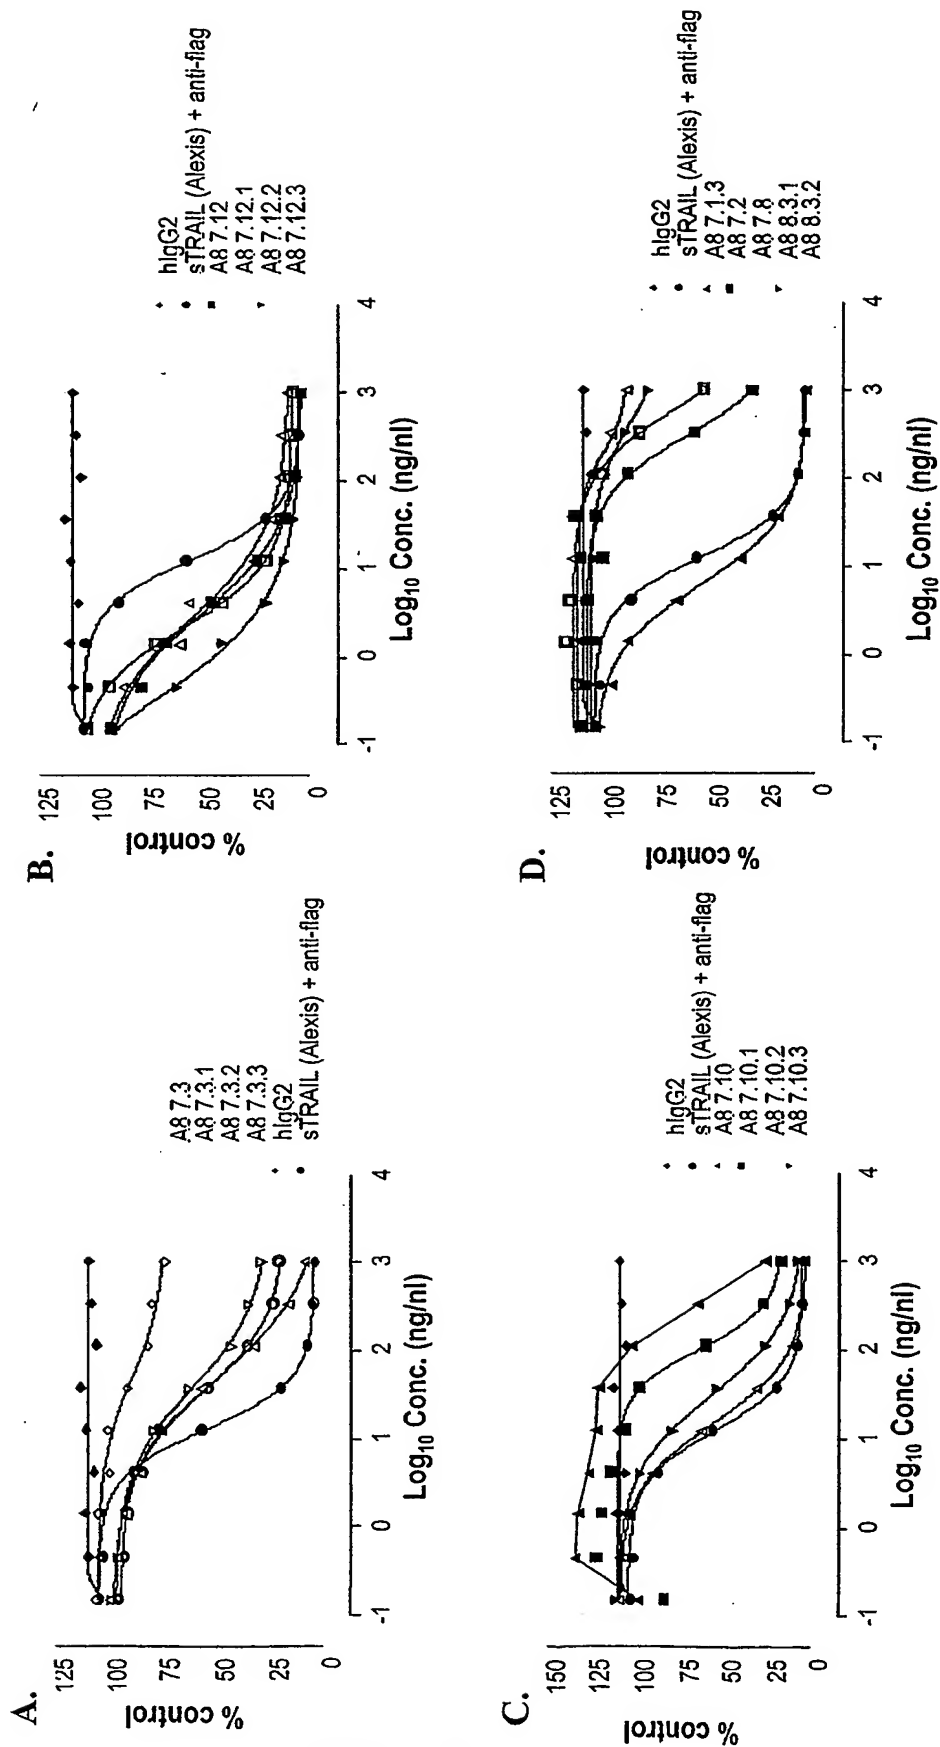 A.
% control
125
100
75
50
25
0
-1
0
1
2
3
4
Log10 Conc. (ng/nl)
A8 7.3
A8 7.3.1
A8 7.3.2
A8 7.3.3
hIgG2
sTRAIL (Alexis) + anti-flag
B.
% control
125
100
75
50
25
0
-1
0
1
2
3
4
Log10 Conc. (ng/nl)
hIgG2
sTRAIL (Alexis) + anti-flag
A8 7.12
A8 7.12.1
A8 7.12.2
A8 7.12.3
C.
% control
150
125
100
75
50
25
0
-1
0
1
2
3
4
Log10 Conc. (ng/nl)
hIgG2
sTRAIL (Alexis) + anti-flag
A8 7.10
A8 7.10.1
A8 7.10.2
A8 7.10.3
D.
% control
125
100
75
50
25
0
-1
0
1
2
3
4
Log10 Conc. (ng/nl)
hIgG2
sTRAIL (Alexis) + anti-flag
A8 7.1.3
A8 7.2
A8 7.8
A8 8.3.1
A8 8.3.2